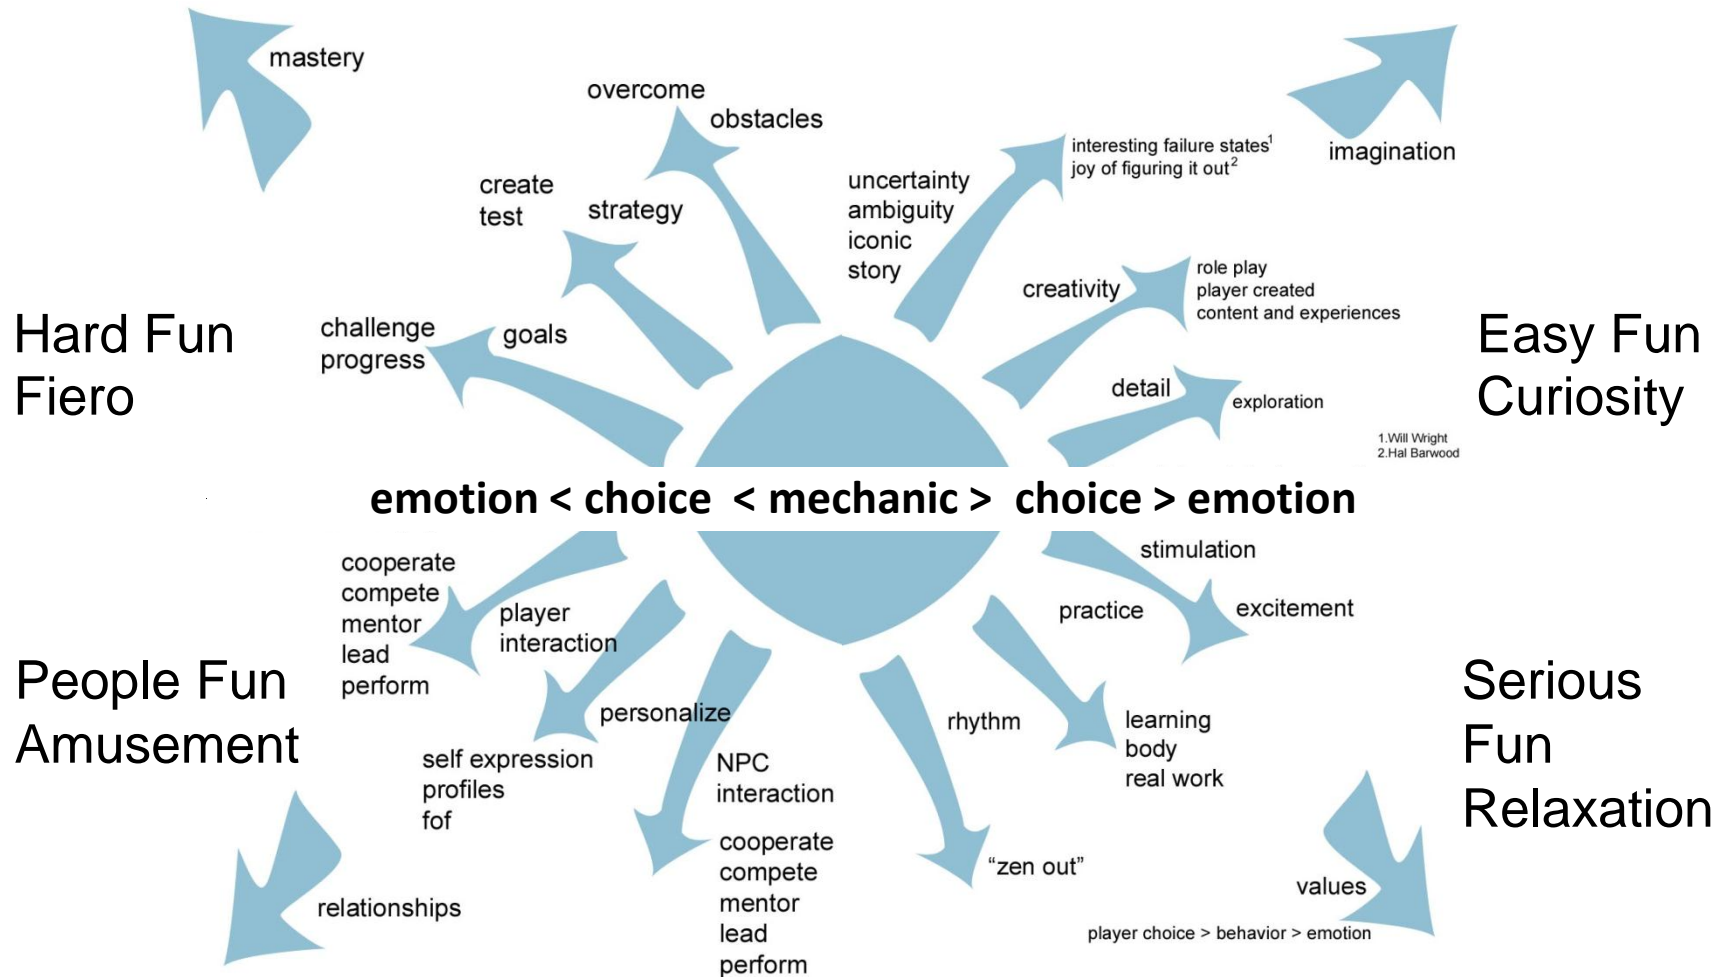 mastery
overcome
obstacles
create
test
strategy
challenge
progress
goals
Hard Fun
Fiero
uncertainty
ambiguity
iconic
story
interesting failure states1
joy of figuring it out2
imagination
creativity
role play
player created
content and experiences
detail
exploration
Easy Fun
Curiosity
1.Will Wright
2.Hal Barwood
emotion < choice < mechanic > choice > emotion
cooperate
compete
mentor
lead
perform
player
interaction
People Fun
Amusement
personalize
self expression
profiles
fof
NPC
interaction
cooperate
compete
mentor
lead
perform
relationships
stimulation
excitement
practice
learning
body
real work
rhythm
“zen out”
Serious
Fun
Relaxation
values
player choice > behavior > emotion